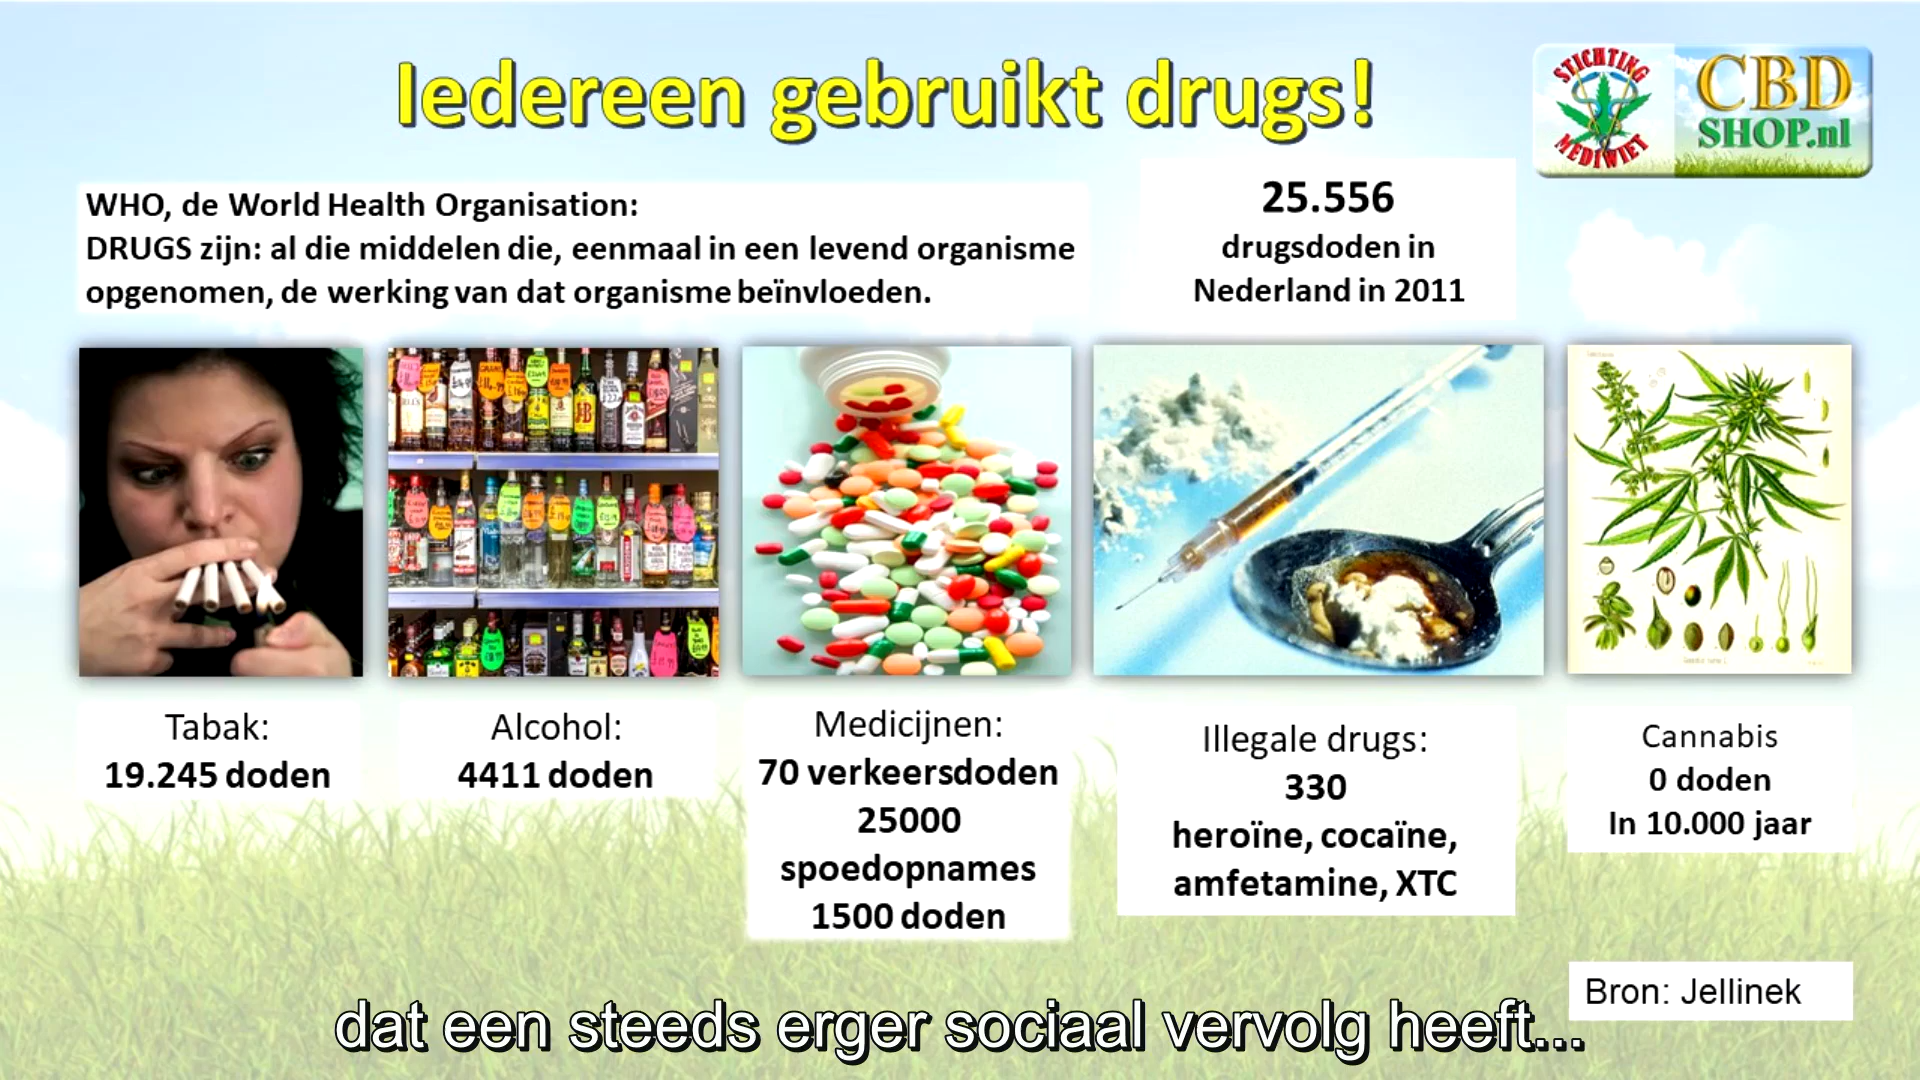 Iedereen gebruikt drugs!
STICHTING
MEDIWIET
CBD
SHOP.nl
WHO, de World Health Organisation:
DRUGS zijn: al die middelen die, eenmaal in een levend organisme
opgenomen, de werking van dat organisme beïnvloeden.
25.556
drugsdoden in
Nederland in 2011
Tabak:
19.245 doden
Alcohol:
4411 doden
Medicijnen:
70 verkeersdoden
25000
spoedopnames
1500 doden
Illegale drugs:
330
heroïne, cocaïne,
amfetamine, XTC
Cannabis
0 doden
In 10.000 jaar
Bron: Jellinek
dat een steeds erger sociaal vervolg heeft...